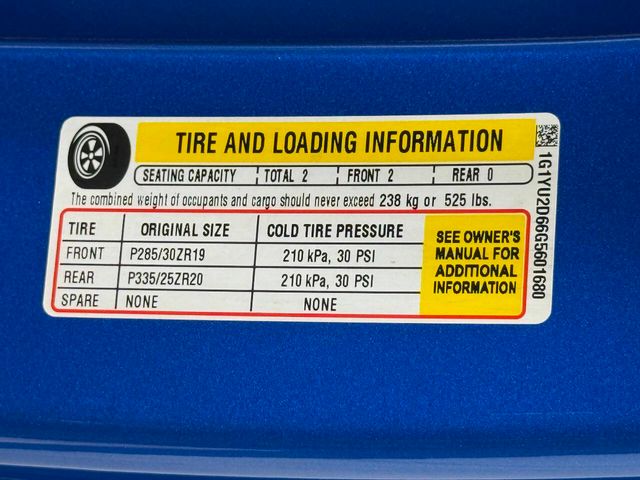 TIRE AND LOADING INFORMATION
SEATING CAPACITY TOTAL 2 FRONT 2 REAR 0
The combined weight of occupants and cargo should never exceed 238 kg or 525 lbs.
TIRE ORIGINAL SIZE COLD TIRE PRESSURE
FRONT P285/30ZR19 210 kPa, 30 PSI
REAR P335/25ZR20 210 kPa, 30 PSI
SPARE NONE NONE
SEE OWNER'S
MANUAL FOR
ADDITIONAL
INFORMATION
1G1YU2D66G5601680